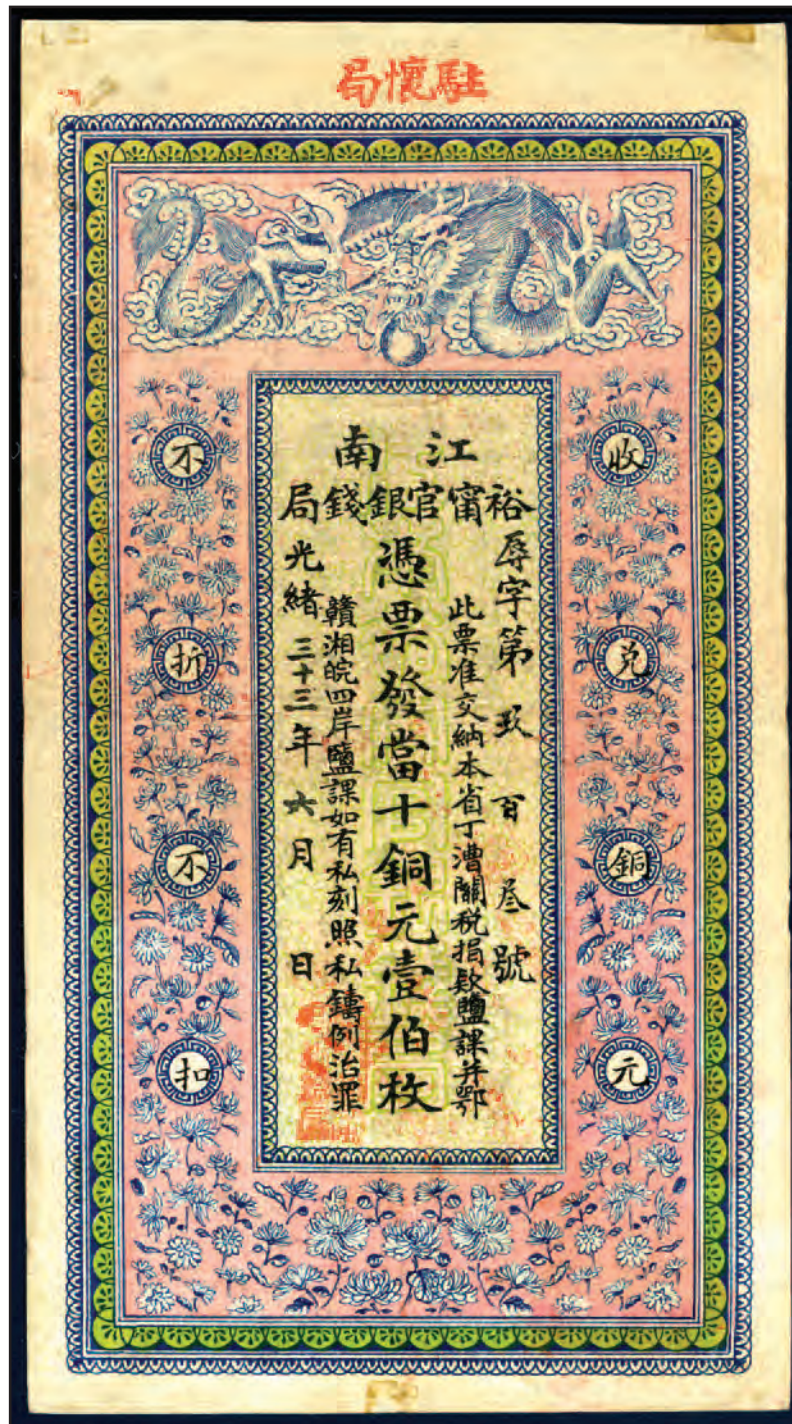 駐懷局
江南
裕甯官銀錢局
收兌銅元
辱字第玖百叁號
此票准交納本省丁漕關稅捐款鹽課并鄂
憑票發當十銅元壹伯枚
贛湘皖四岸鹽課如有私刻照私鑄例治罪
光緒三十三年六月日
不折不扣